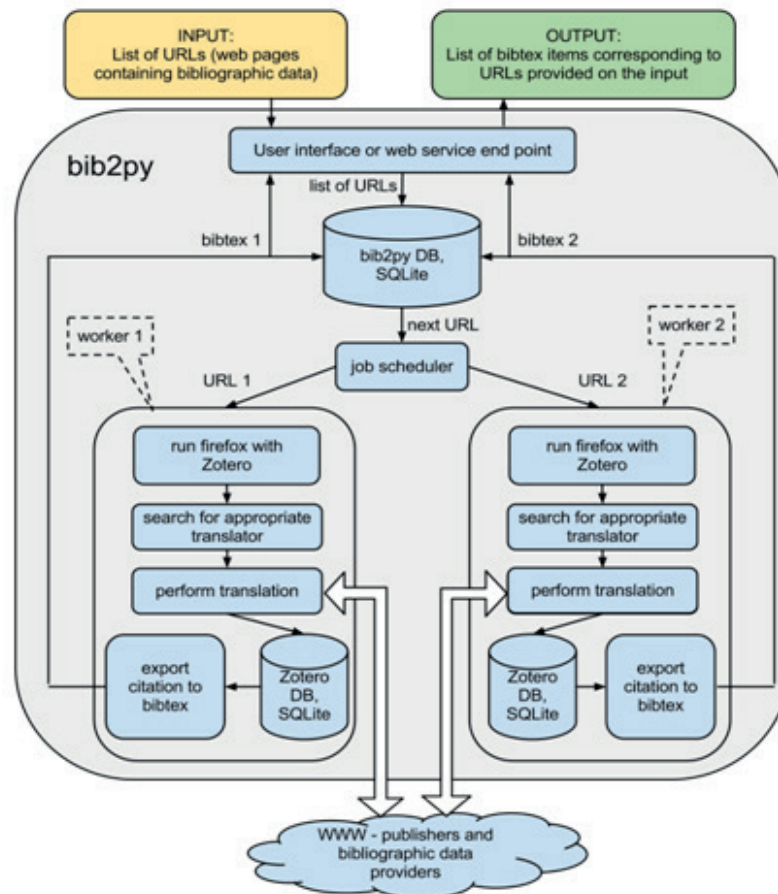 INPUT:
List of URLs (web pages
containing bibliographic data)
OUTPUT:
List of bibtex items corresponding to
URLs provided on the input
bib2py
User interface or web service end point
list of URLs
bibtex 1
bibtex 2
bib2py DB,
SQLite
next URL
worker 1
worker 2
job scheduler
URL 1
URL 2
run firefox with
Zotero
search for appropriate
translator
perform translation
export
citation to
bibtex
Zotero
DB,
SQLite
run firefox with
Zotero
search for appropriate
translator
perform translation
Zotero
DB,
SQLite
export
citation to
bibtex
WWW - publishers and
bibliographic data
providers